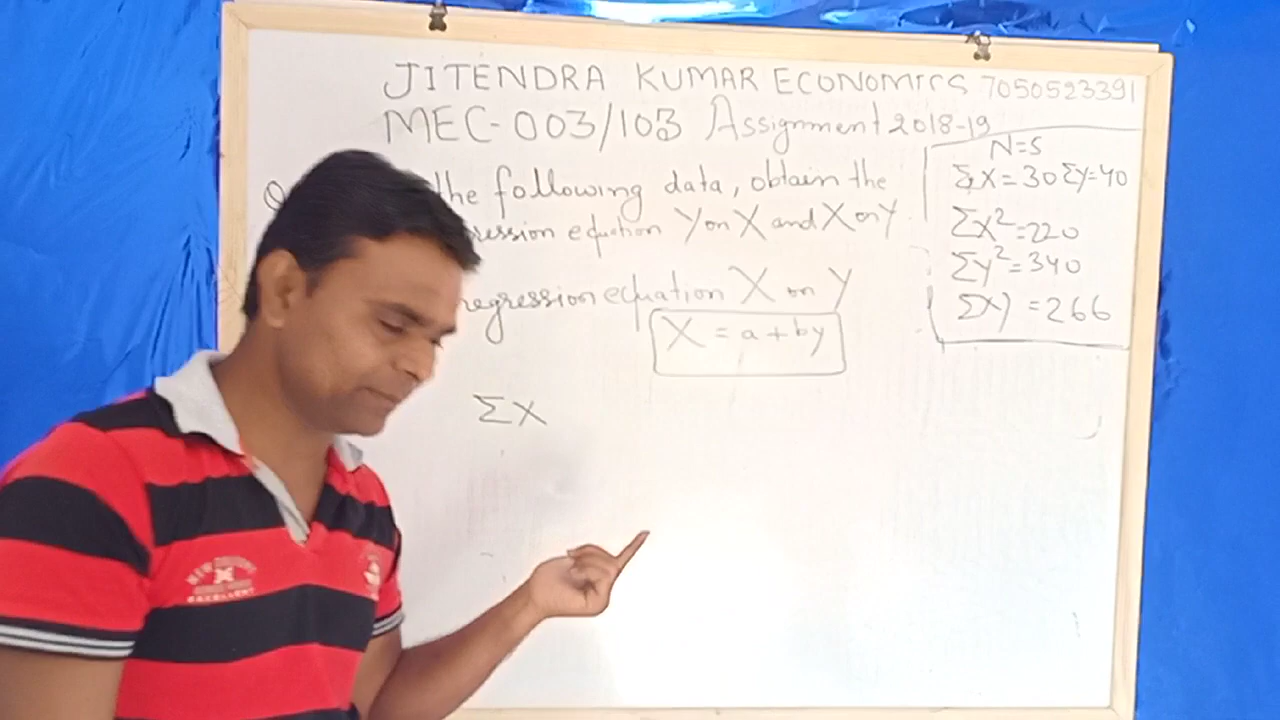 JITENDRA KUMAR ECONOMICS 7050523391
MEC-003/103 Assignment 2018-19
the following data, obtain the
ression equation Y on X and X on Y
regression equation X on Y
X = a + by
ΣX
N=5
ΣX=30 Σy=40
ΣX²=220
Σy²=340
ΣXy=266